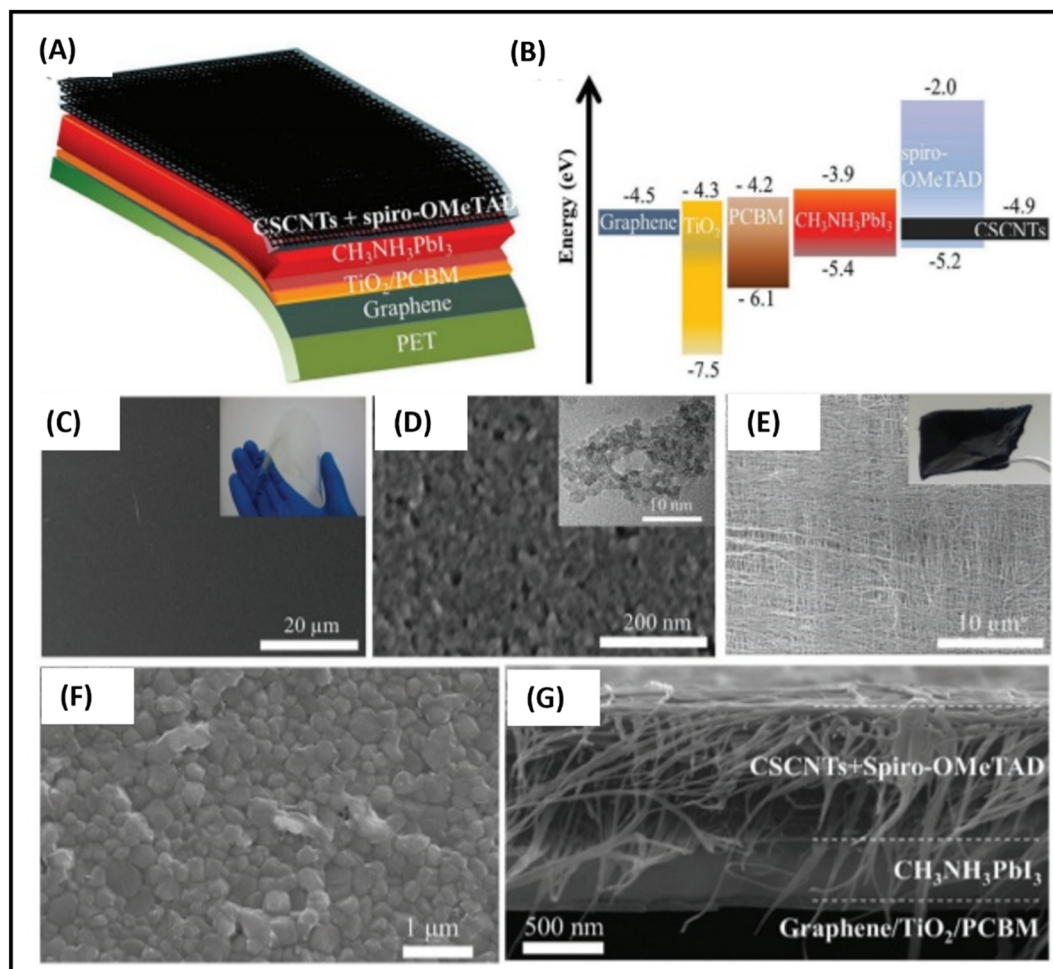 (A)
CSCNTs + spiro-OMeTAD
CH₃NH₃PbI₃
TiO₂/PCBM
Graphene
PET
(B)
Energy (eV)
-4.5
Graphene
- 4.3
TiO₂
-7.5
- 4.2
PCBM
- 6.1
-3.9
CH₃NH₃PbI₃
-5.4
-2.0
spiro-
OMeTAD
-5.2
-4.9
CSCNTs
(C)
20 µm
(D)
10 nm
200 nm
(E)
10 µm
(F)
1 µm
(G)
CSCNTs+Spiro-OMeTAD
CH₃NH₃PbI₃
Graphene/TiO₂/PCBM
500 nm